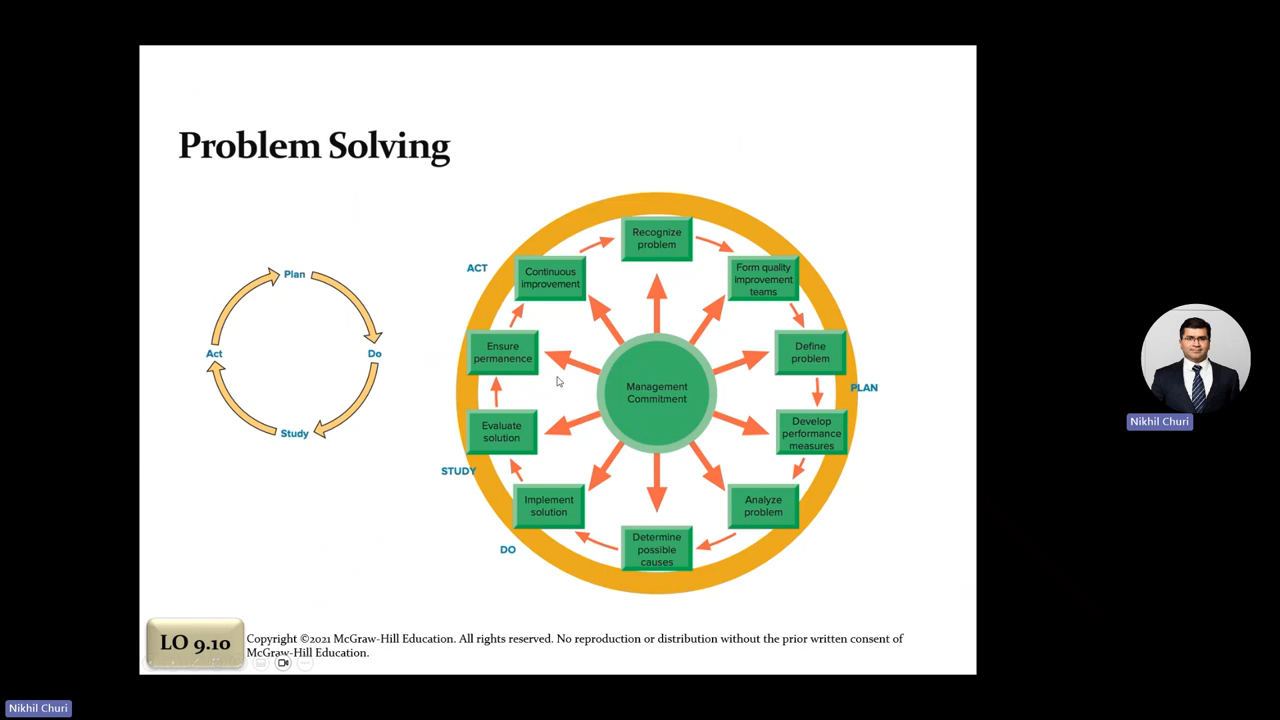 Problem Solving
Plan
Do
Study
Act
Recognize
problem
Form quality
improvement
teams
Define
problem
PLAN
Develop
performance
measures
Analyze
problem
Determine
possible
causes
Implement
solution
DO
Evaluate
solution
STUDY
Ensure
permanence
Continuous
improvement
ACT
Management
Commitment
LO 9.10
Copyright ©2021 McGraw-Hill Education. All rights reserved. No reproduction or distribution without the prior written consent of
McGraw-Hill Education.
Nikhil Churi
Nikhil Churi